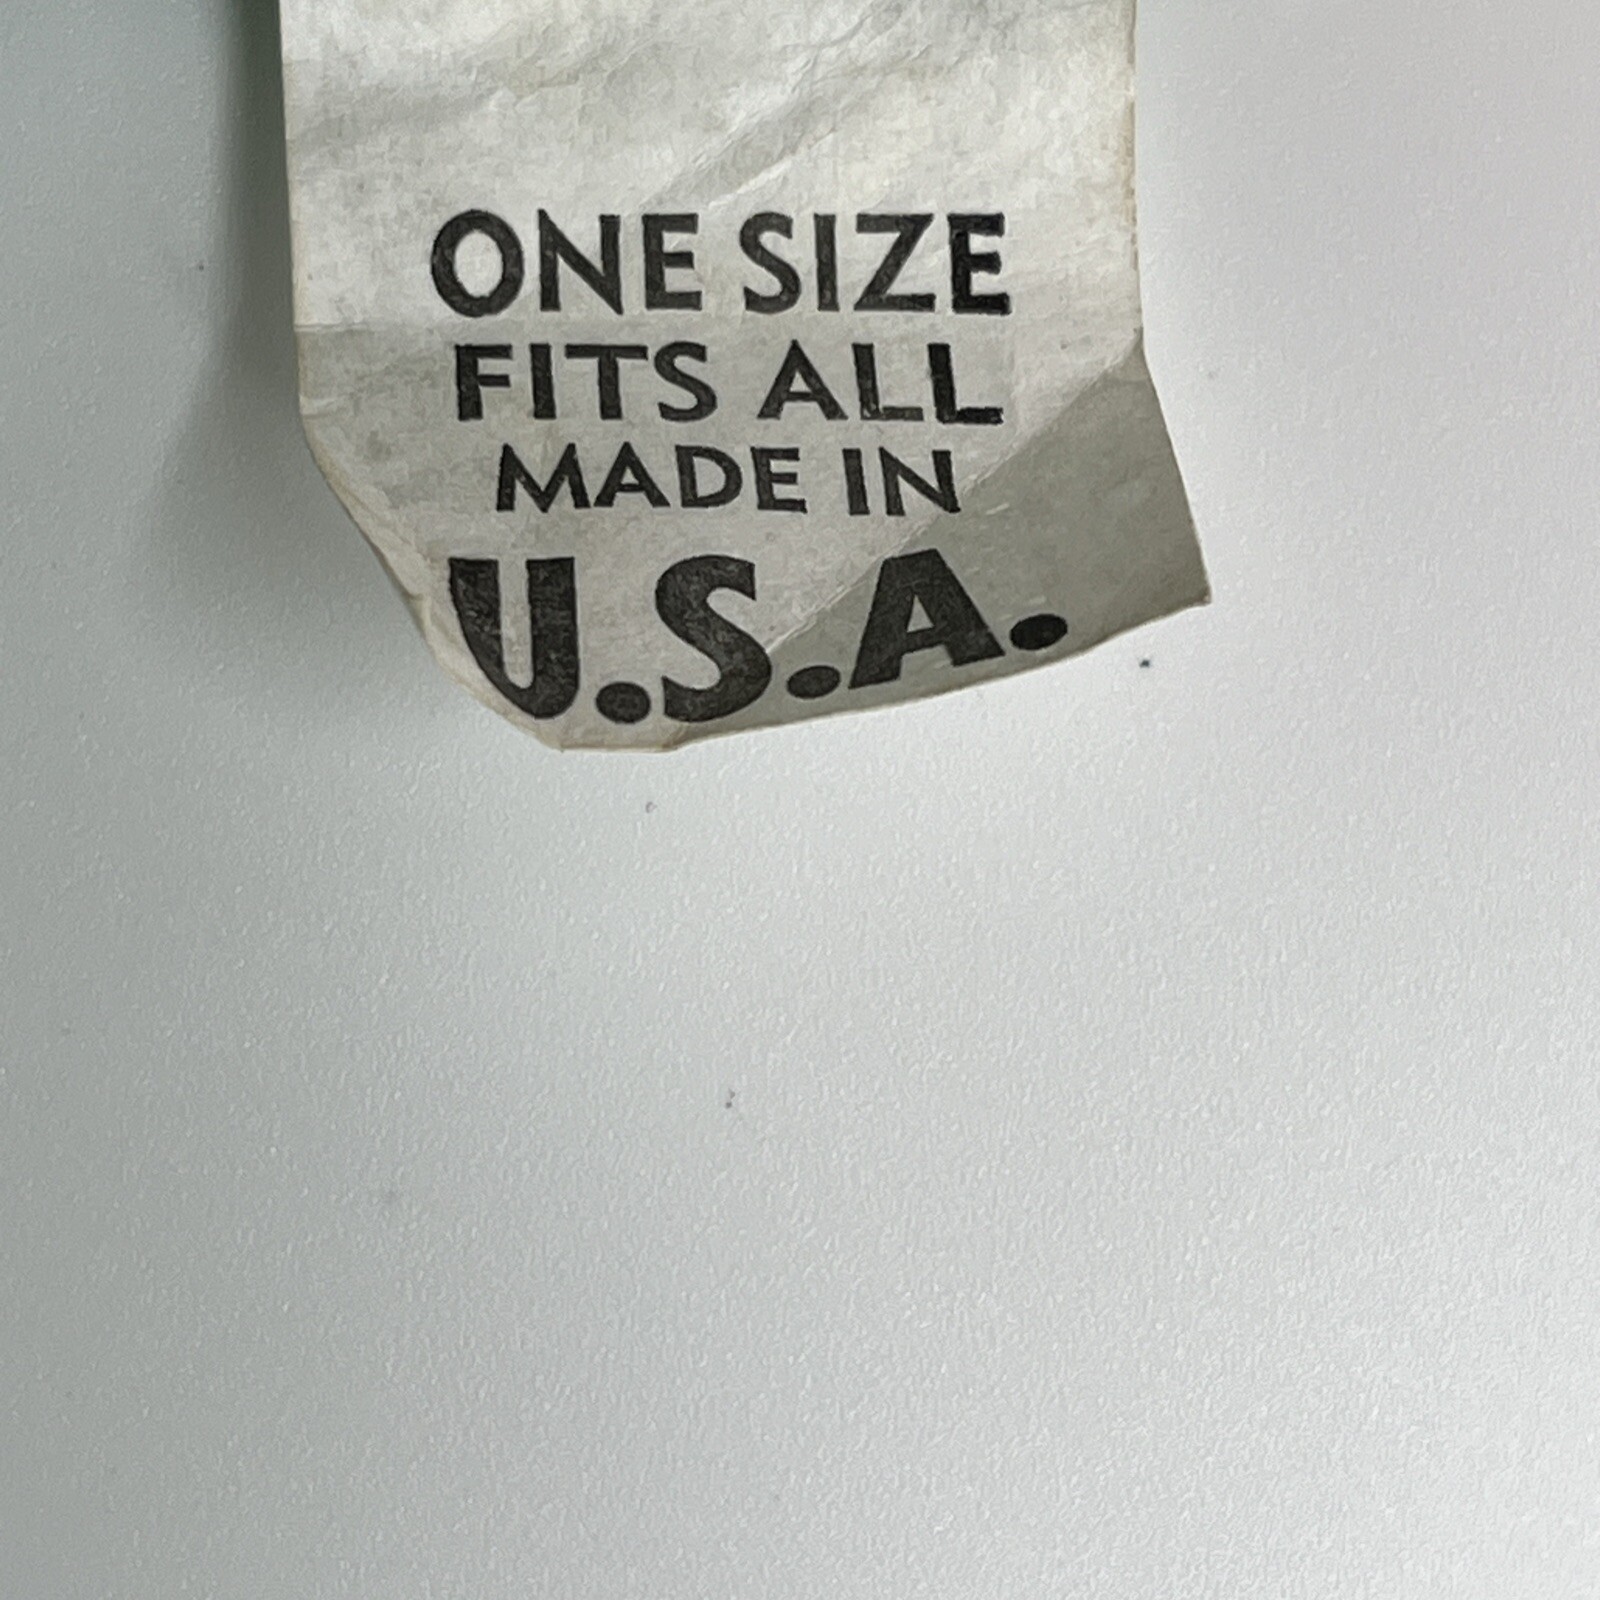 ONE SIZE
FITS ALL
MADE IN
U.S.A.